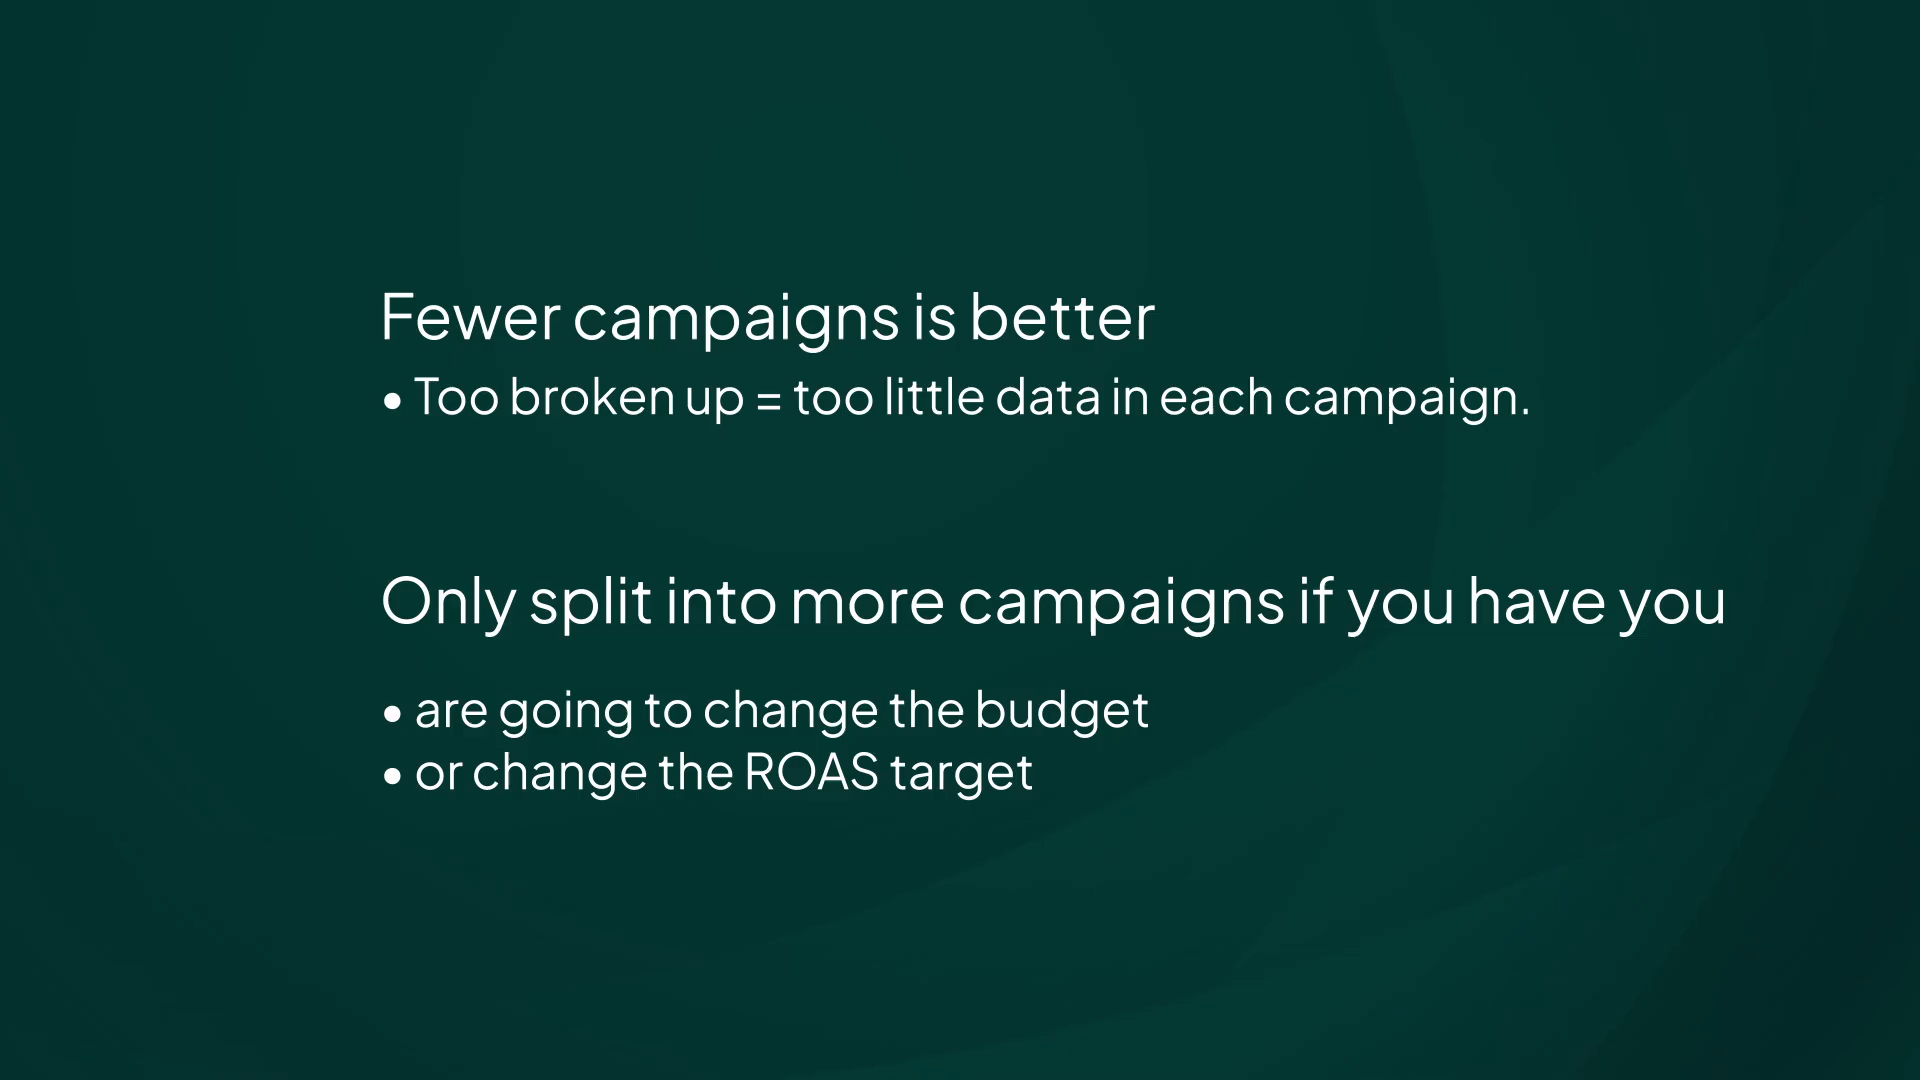 Fewer campaigns is better
• Too broken up = too little data in each campaign.
Only split into more campaigns if you have you
• are going to change the budget
• or change the ROAS target